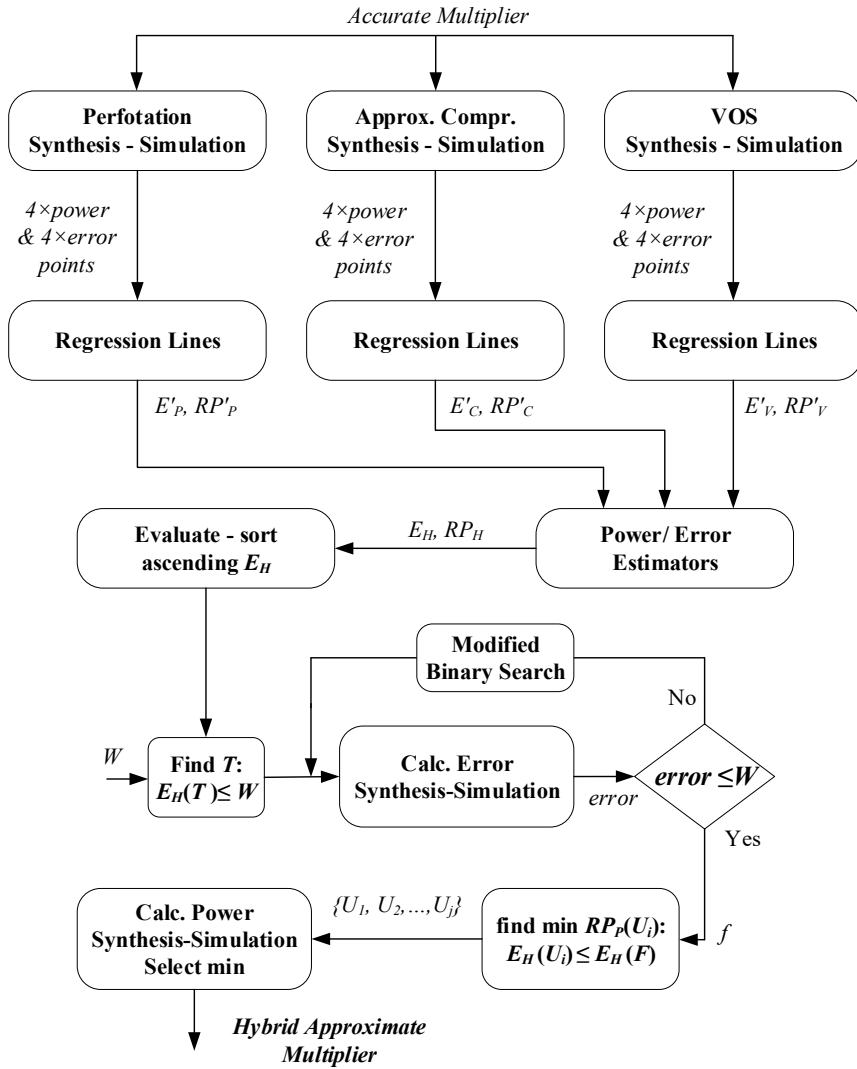 Accurate Multiplier
Perfotation
Synthesis - Simulation
Approx. Compr.
Synthesis - Simulation
VOS
Synthesis - Simulation
4×power
& 4×error
points
4×power
& 4×error
points
4×power
& 4×error
points
Regression Lines
Regression Lines
Regression Lines
E'P, RP'P
E'C, RP'C
E'V, RP'V
Evaluate - sort
ascending EH
EH, RPH
Power/ Error
Estimators
Modified
Binary Search
No
W
Find T:
EH(T)≤ W
Calc. Error
Synthesis-Simulation
error
error ≤W
Yes
Calc. Power
Synthesis-Simulation
Select min
{U1, U2,...,Uj}
find min RPP(Ui):
EH(Ui)≤ EH(F)
f
Hybrid Approximate
Multiplier